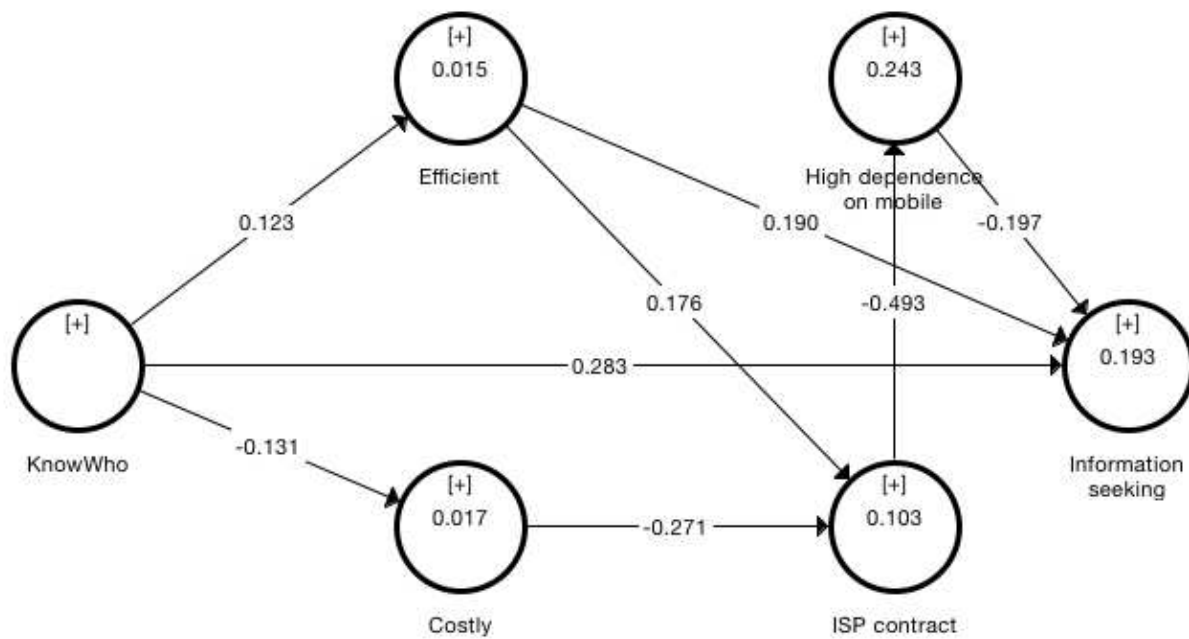 [+]
0.015
Efficient
[+]
0.243
High dependence
on mobile
0.123
0.190
-0.197
0.176
-0.493
[+]
KnowWho
0.283
[+]
0.193
Information
seeking
-0.131
[+]
0.017
Costly
-0.271
[+]
0.103
ISP contract